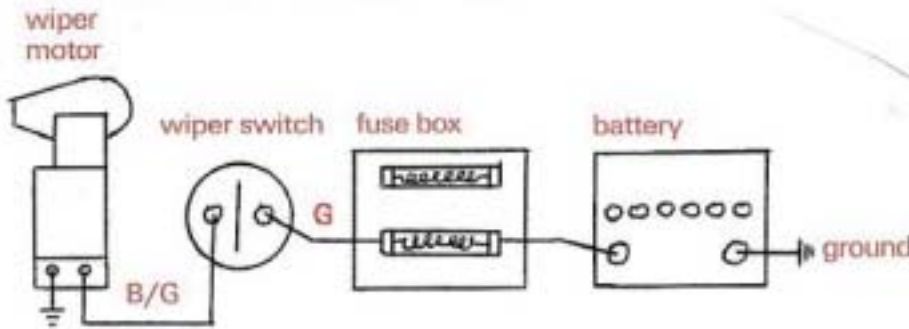 wiper
motor
wiper switch
fuse box
battery
G
ground
B/G